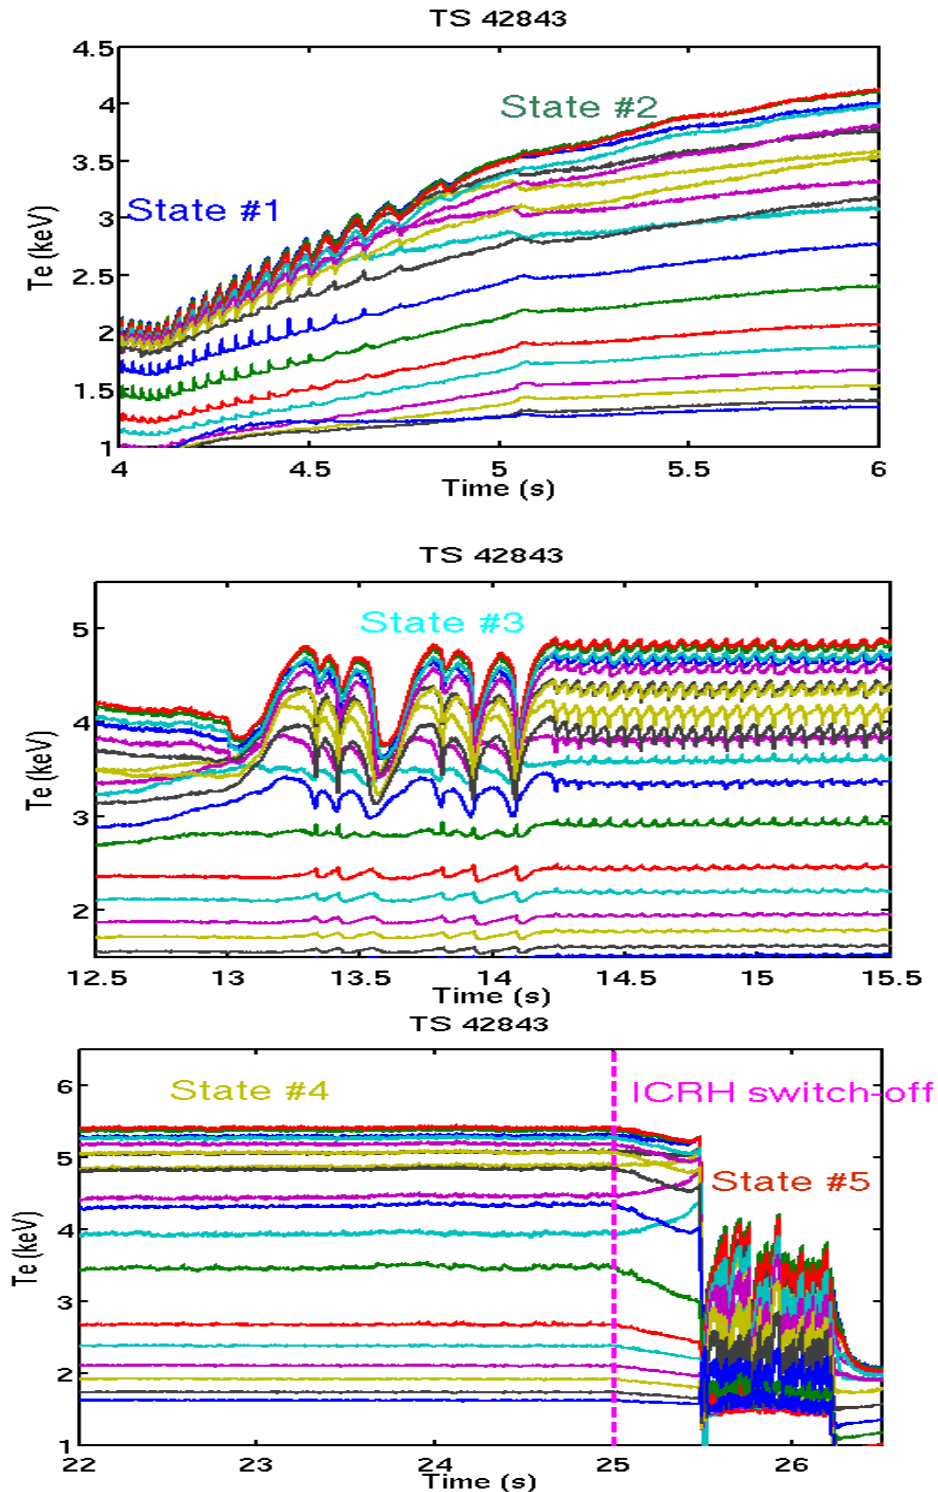 TS 42843
4.5
4
3.5
3
2.5
2
1.5
1
Te (keV)
State #1
State #2
4 4.5 5 5.5 6
Time (s)
TS 42843
5
4
3
2
Te (keV)
State #3
12.5 13 13.5 14 14.5 15 15.5
Time (s)
TS 42843
6
5
4
3
2
1
Te (keV)
State #4
ICRH switch-off
State #5
22 23 24 25 26
Time (s)